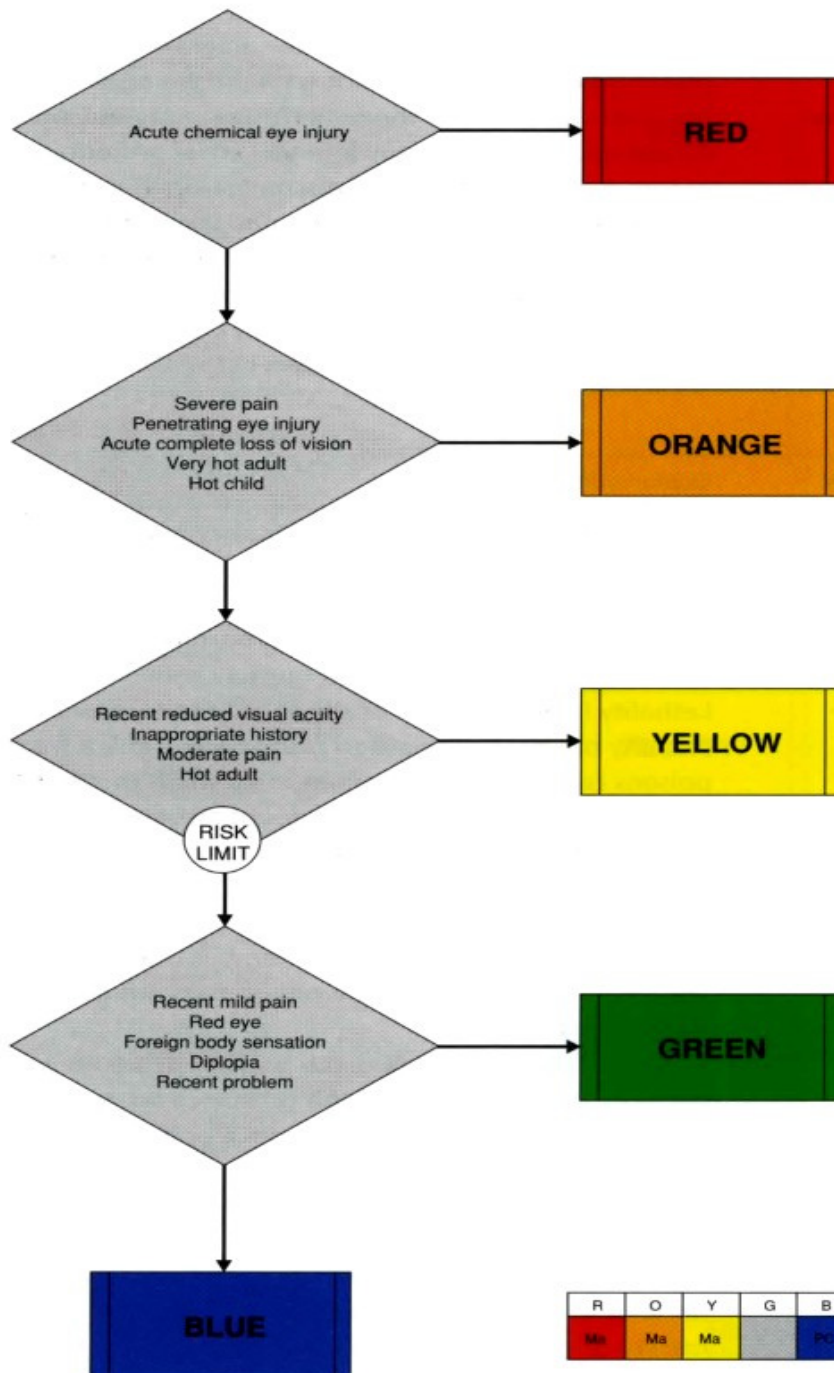 Acute chemical eye injury
RED
Severe pain
Penetrating eye injury
Acute complete loss of vision
Very hot adult
Hot child
ORANGE
Recent reduced visual acuity
Inappropriate history
Moderate pain
Hot adult
YELLOW
RISK
LIMIT
Recent mild pain
Red eye
Foreign body sensation
Diplopia
Recent problem
GREEN
BLUE
R O Y G B
Ma Ma Ma